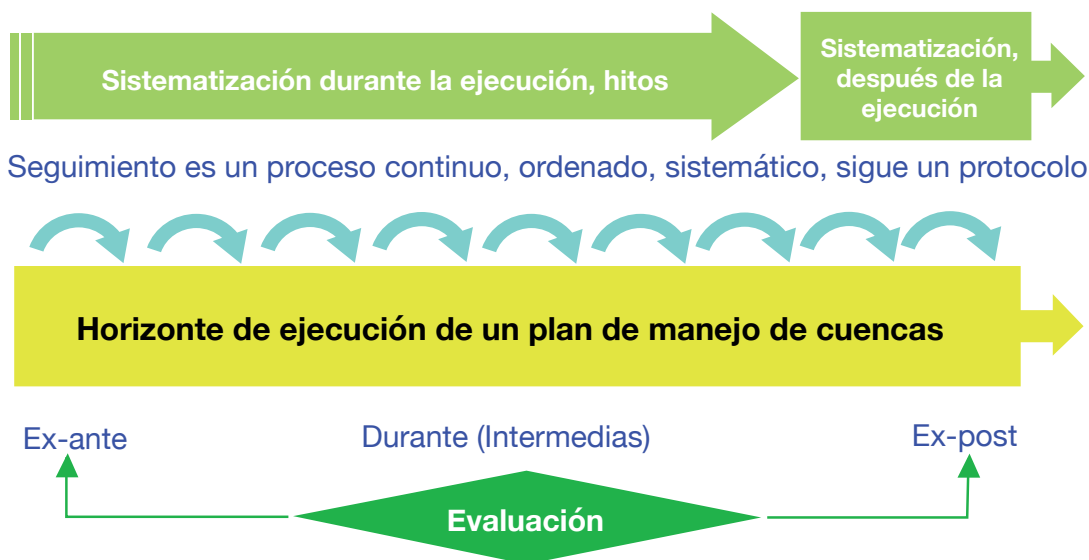 Sistematización durante la ejecución, hitos
Sistematización,
después de la
ejecución
Seguimiento es un proceso continuo, ordenado, sistemático, sigue un protocolo
Horizonte de ejecución de un plan de manejo de cuencas
Ex-ante
Durante (Intermedias)
Ex-post
Evaluación